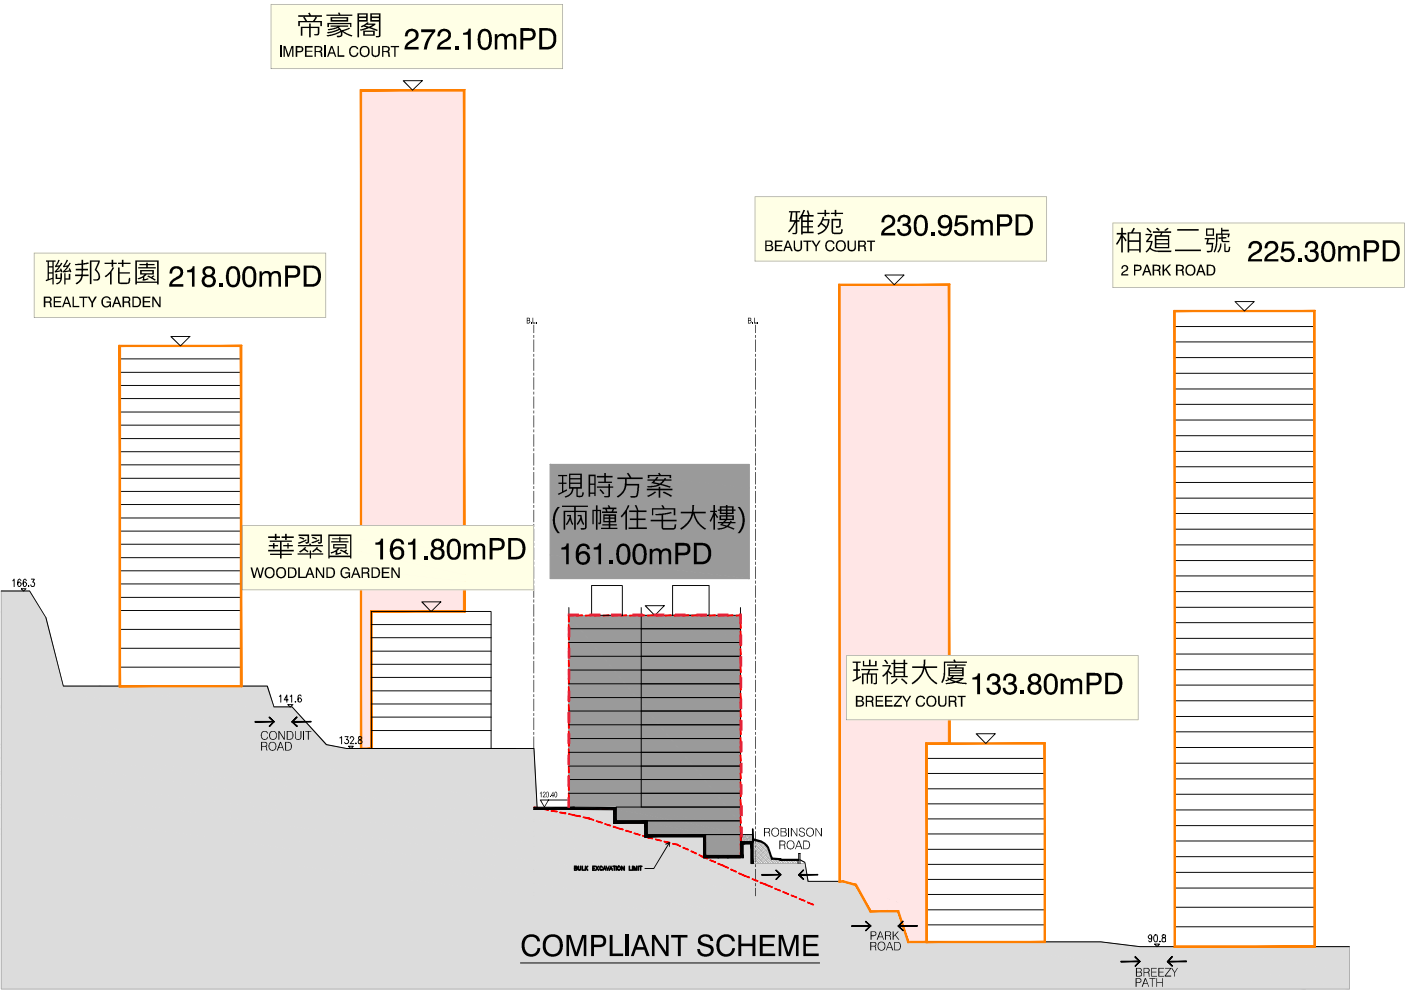 帝豪閣 272.10mPD
IMPERIAL COURT
雅苑 230.95mPD
BEAUTY COURT
柏道二號 225.30mPD
2 PARK ROAD
聯邦花園 218.00mPD
REALTY GARDEN
B.L.
B.L.
現時方案
(兩幢住宅大樓)
161.00mPD
華翠園 161.80mPD
WOODLAND GARDEN
166.3
瑞祺大廈 133.80mPD
BREEZY COURT
141.6
CONDUIT
ROAD
132.8
120.40
ROBINSON
ROAD
BULK EXCAVATION LIMIT
PARK
ROAD
COMPLIANT SCHEME
90.8
BREEZY
PATH